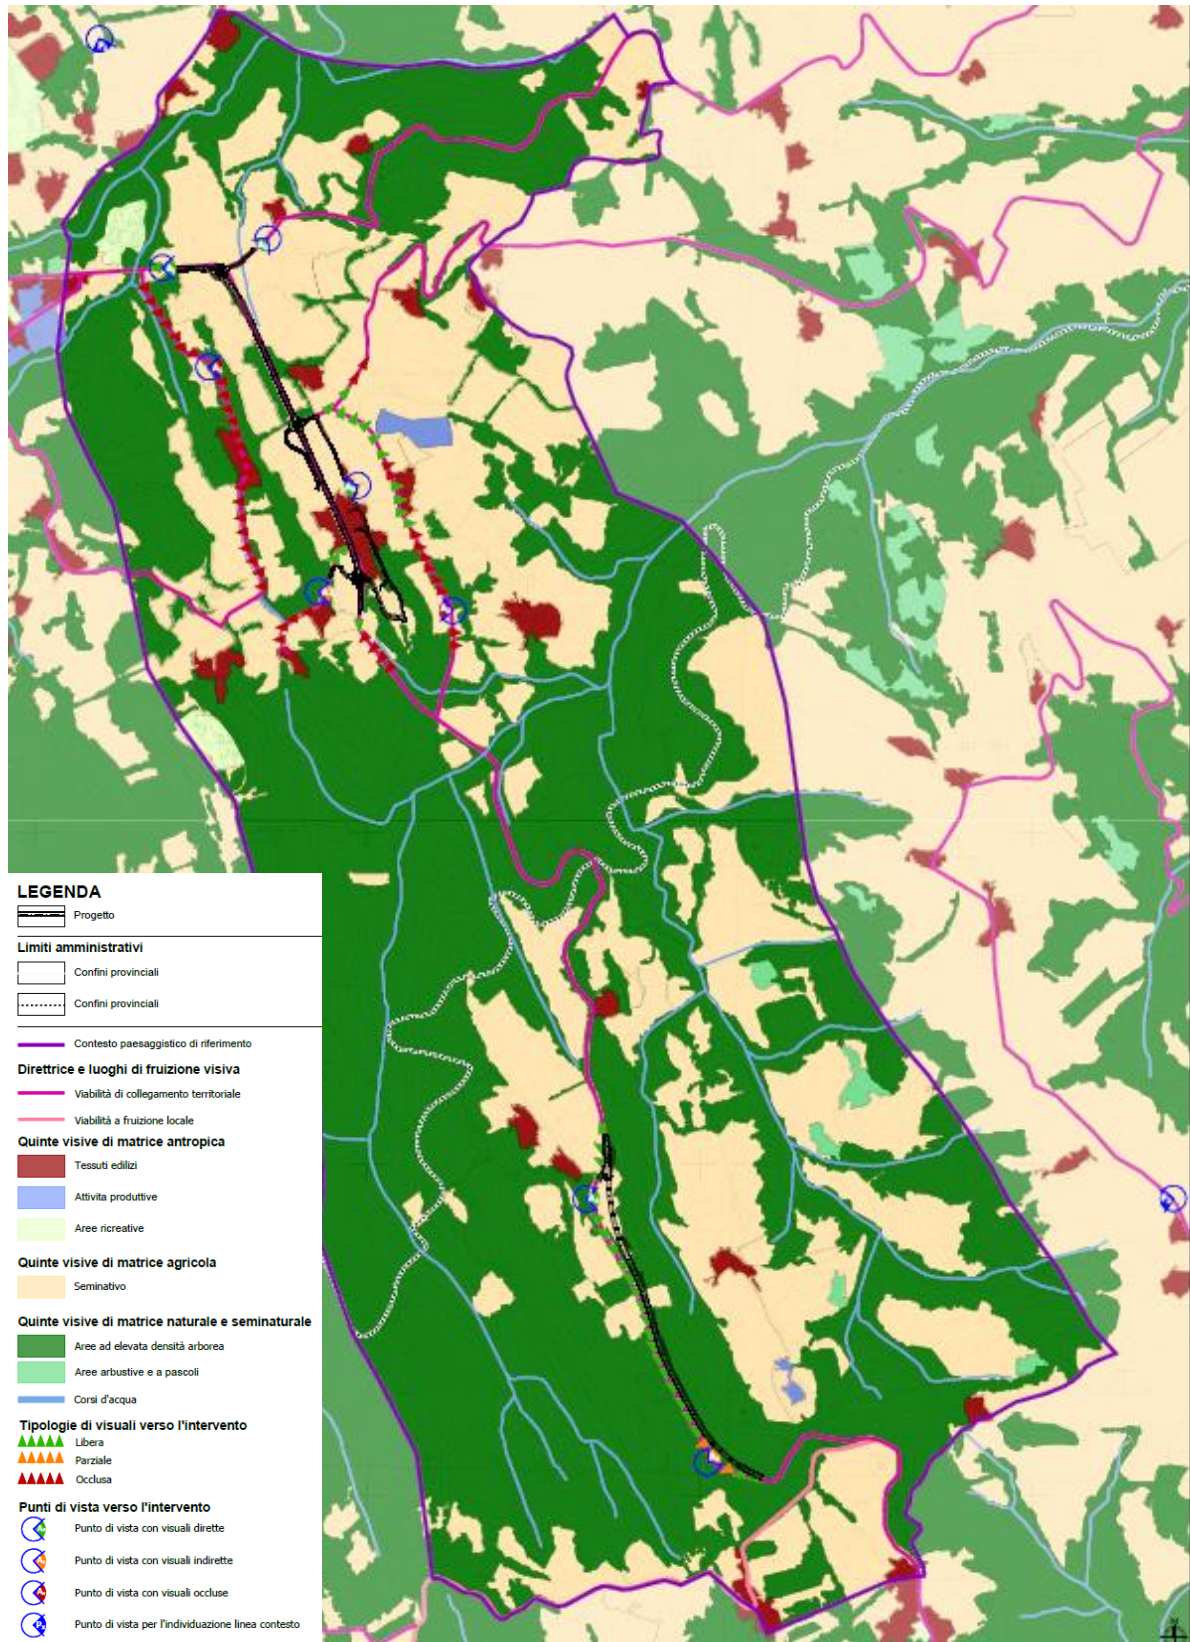 LEGENDA
Progetto
Limiti amministrativi
Confini provinciali
Confini provinciali
Contesto paesaggistico di riferimento
Direttrice e luoghi di fruizione visiva
Viabilità di collegamento territoriale
Viabilità a fruizione locale
Quinte visive di matrice antropica
Tessuti edilizi
Attivita produttive
Aree ricreative
Quinte visive di matrice agricola
Seminativo
Quinte visive di matrice naturale e seminaturale
Aree ad elevata densità arborea
Aree arbustive e a pascoli
Corsi d'acqua
Tipologie di visuali verso l'intervento
Libera
Parziale
Occlusa
Punti di vista verso l'intervento
Punto di vista con visuali dirette
Punto di vista con visuali indirette
Punto di vista con visuali occluse
Punto di vista per l'individuazione linea contesto